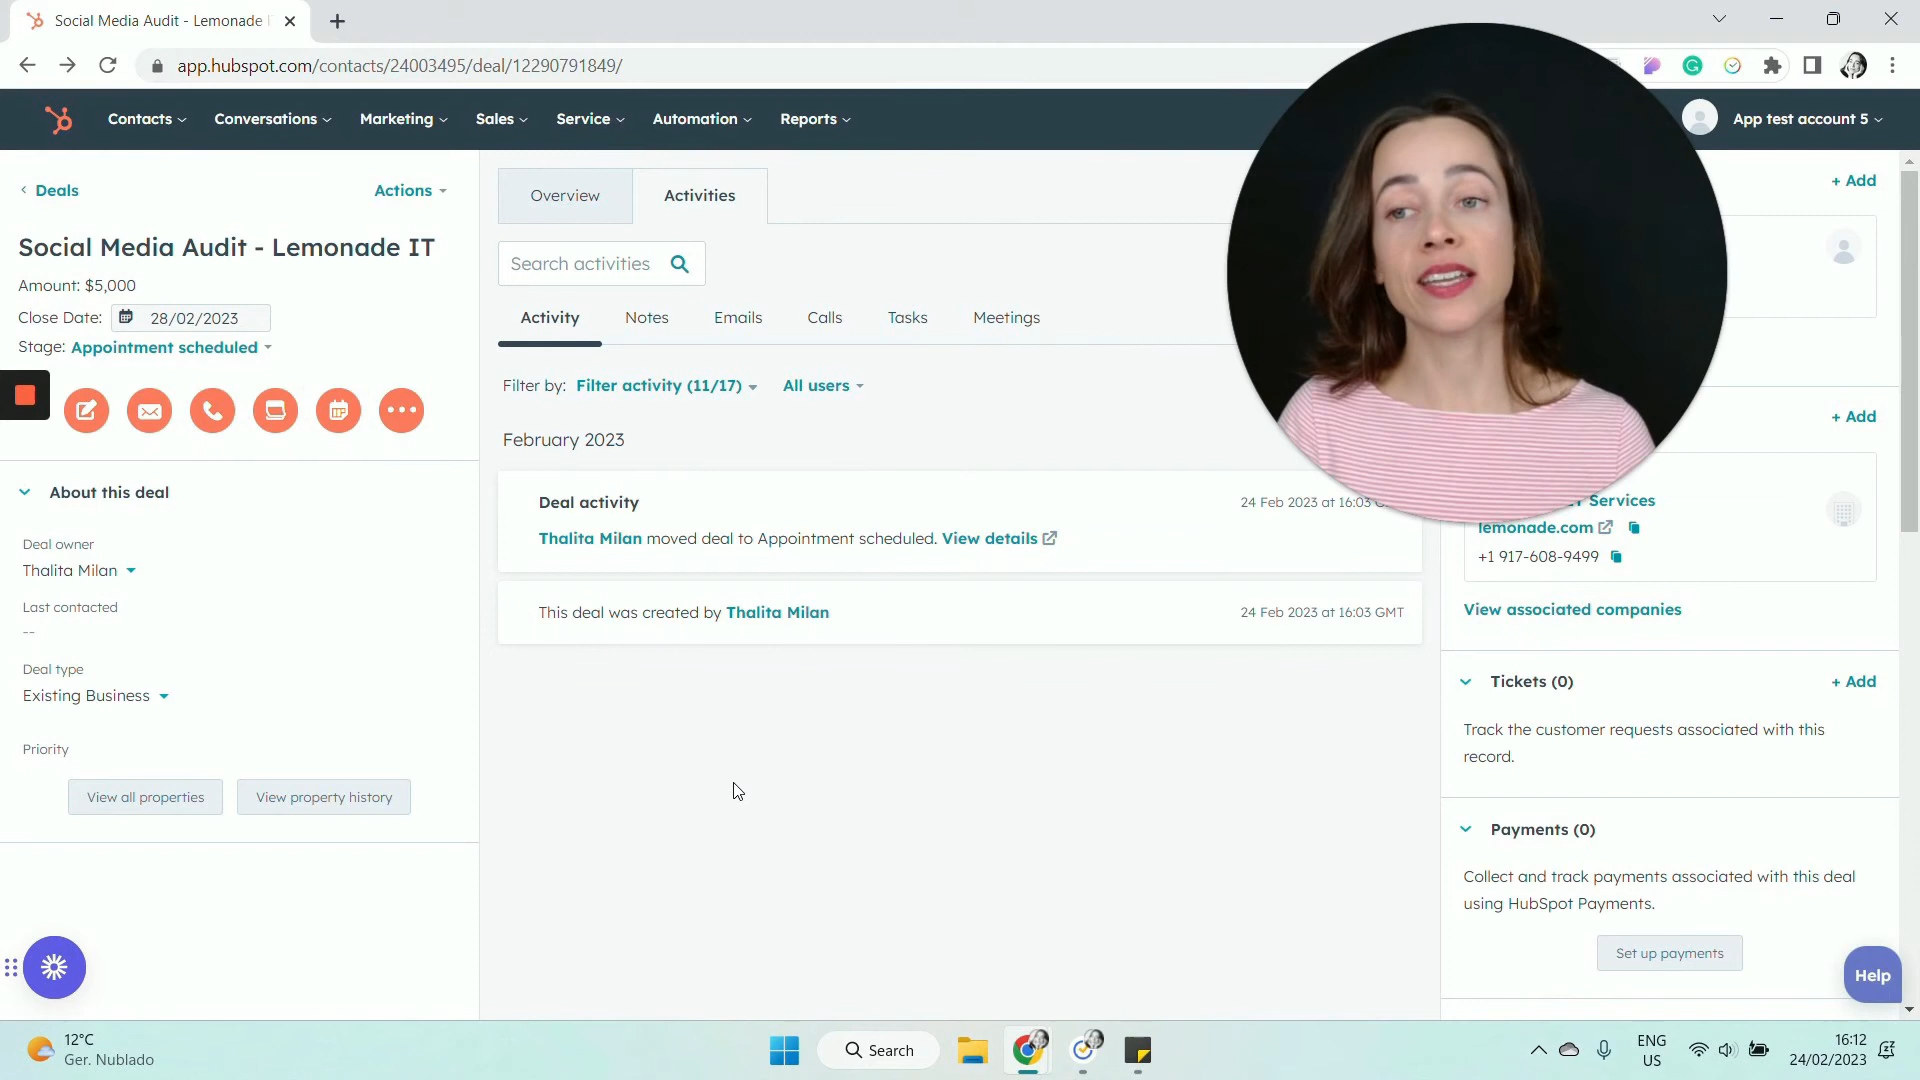 Social Media Audit - Lemonade
app.hubspot.com/contacts/24003495/deal/12290791849/
Contacts
Conversations
Marketing
Sales
Service
Automation
Reports
App test account 5
Deals
Actions
Social Media Audit - Lemonade IT
Amount: $5,000
Close Date: 28/02/2023
Stage: Appointment scheduled
About this deal
Deal owner
Thalita Milan
Last contacted
--
Deal type
Existing Business
Priority
View all properties
View property history
Overview
Activities
Search activities
Activity
Notes
Emails
Calls
Tasks
Meetings
Filter by: Filter activity (11/17) All users
February 2023
Deal activity
24 Feb 2023 at 16:03
Thalita Milan moved deal to Appointment scheduled. View details
This deal was created by Thalita Milan
24 Feb 2023 at 16:03 GMT
+ Add
+ Add
Services
lemonade.com
+1 917-608-9499
View associated companies
Tickets (0)
+ Add
Track the customer requests associated with this
record.
Payments (0)
Collect and track payments associated with this deal
using HubSpot Payments.
Set up payments
Help
12°C
Ger. Nublado
Search
ENG
US
16:12
24/02/2023